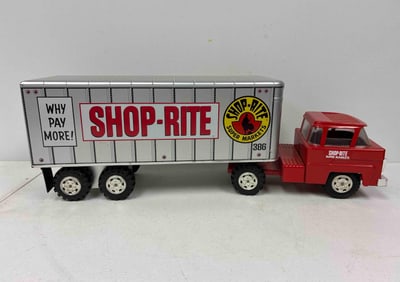 WHY
PAY
MORE!
SHOP-RITE
SHOP-RITE
SUPER MARKETS
386
SHOP-RITE
SUPER MARKETS